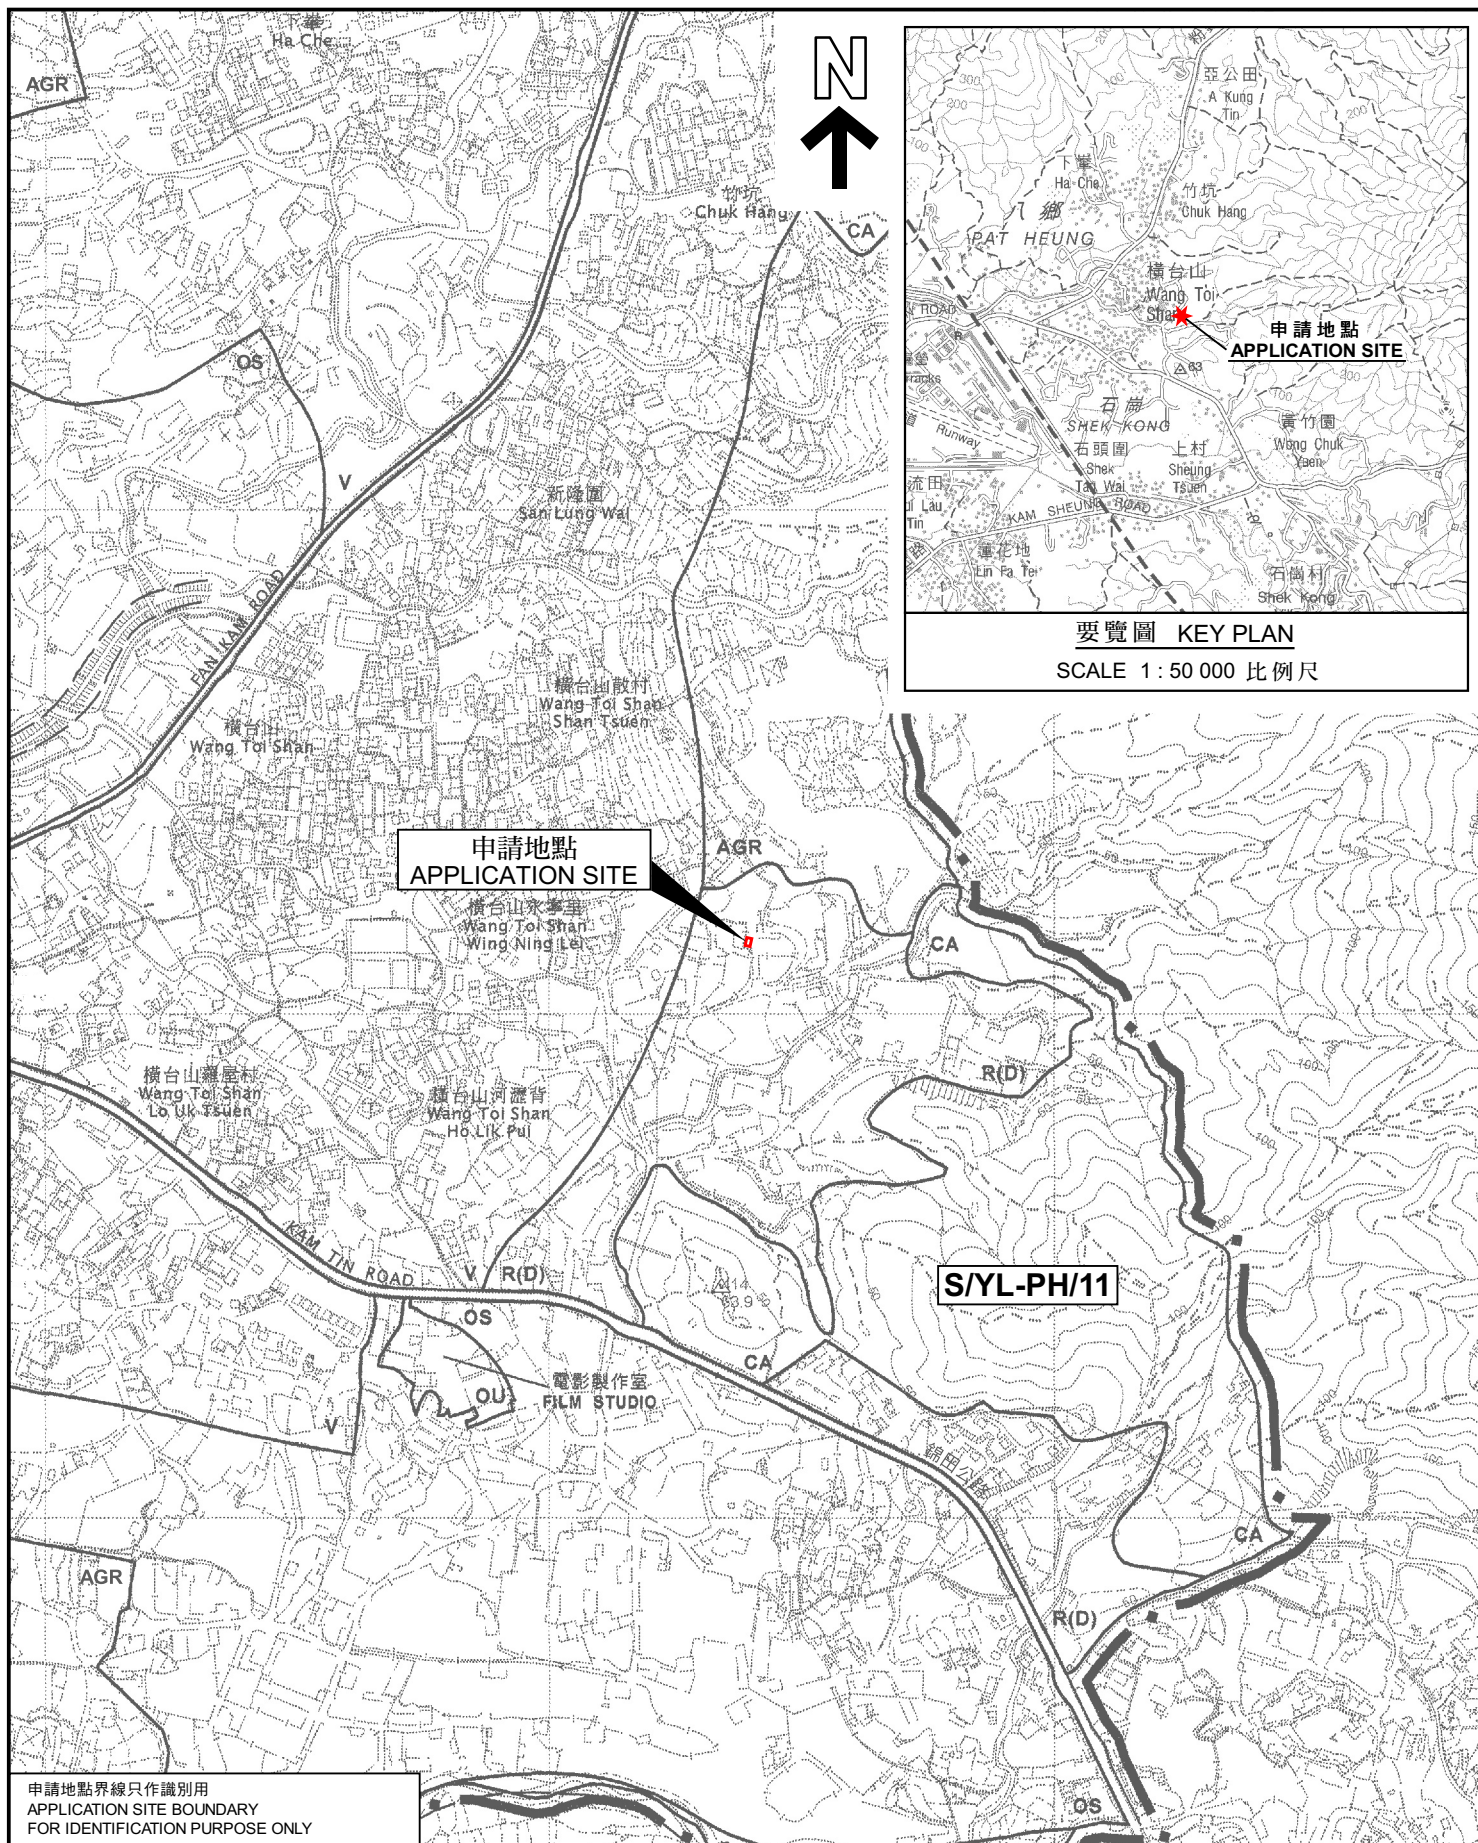 下輋
Ha Che
AGR
竹坑
Chuk Hang
CA
OS
V
新隆圍
San Lung Wai
FAN KAM ROAD
橫台山散村
Wang Toi Shan
Shan Tsuen
橫台山
Wang Toi Shan
申請地點
APPLICATION SITE
AGR
橫台山永寧里
Wang Toi Shan
Wing Ning Lei
CA
R(D)
橫台山羅屋村
Wang Toi Shan
Lo Uk Tsuen
橫台山河瀝背
Wang Toi Shan
Ho Lik Pui
KAM TIN ROAD
V
R(D)
OS
S/YL-PH/11
CA
電影製作室
FILM STUDIO
OU
V
錦田公路
AGR
CA
R(D)
OS
申請地點界線只作識別用
APPLICATION SITE BOUNDARY
FOR IDENTIFICATION PURPOSE ONLY
N
亞公田
A Kung
Tin
下輋
Ha Che
竹坑
Chuk Hang
八鄉
PAT HEUNG
橫台山
Wang Toi
Shan
ROAD
申請地點
APPLICATION SITE
63
石崗
SHEK KONG
Runway
石頭圍
Shek
Tau Wai
上村
Sheung
Tsuen
黃竹園
Wong Chuk
Yuen
流田
ui Lau
Tin
KAM SHEUNG ROAD
蓮花地
Lin Fa Tei
石崗村
Shek Kong
要覽圖 KEY PLAN
SCALE 1 : 50 000 比例尺